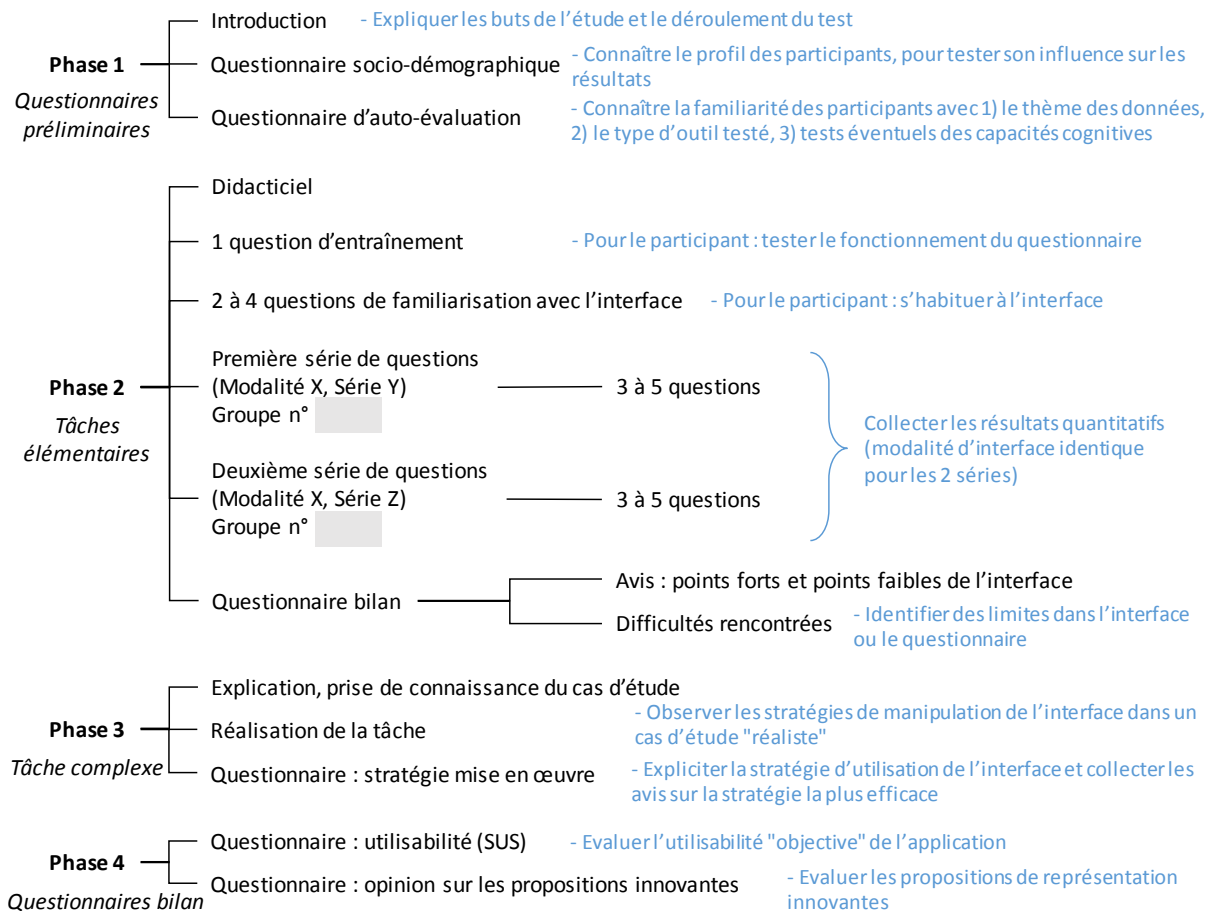 Introduction - Expliquer les buts de l’étude et le déroulement du test
Phase 1
Questionnaires
préliminaires
Questionnaire socio-démographique - Connaître le profil des participants, pour tester son influence sur les
résultats
Questionnaire d’auto-évaluation - Connaître la familiarité des participants avec 1) le thème des données,
2) le type d’outil testé, 3) tests éventuels des capacités cognitives
Phase 2
Tâches
élémentaires
Didacticiel
1 question d’entraînement - Pour le participant : tester le fonctionnement du questionnaire
2 à 4 questions de familiarisation avec l’interface - Pour le participant : s’habituer à l’interface
Première série de questions
(Modalité X, Série Y) 3 à 5 questions
Groupe n°
Deuxième série de questions
(Modalité X, Série Z) 3 à 5 questions
Groupe n°
Collecter les résultats quantitatifs
(modalité d’interface identique
pour les 2 séries)
Questionnaire bilan
Avis : points forts et points faibles de l’interface
Difficultés rencontrées - Identifier des limites dans l’interface
ou le questionnaire
Phase 3
Tâche complexe
Explication, prise de connaissance du cas d’étude
Réalisation de la tâche - Observer les stratégies de manipulation de l’interface dans un
cas d’étude "réaliste"
Questionnaire : stratégie mise en œuvre - Expliciter la stratégie d’utilisation de l’interface et collecter les
avis sur la stratégie la plus efficace
Phase 4
Questionnaires bilan
Questionnaire : utilisabilité (SUS) - Evaluer l’utilisabilité "objective" de l’application
Questionnaire : opinion sur les propositions innovantes - Evaluer les propositions de représentation
innovantes